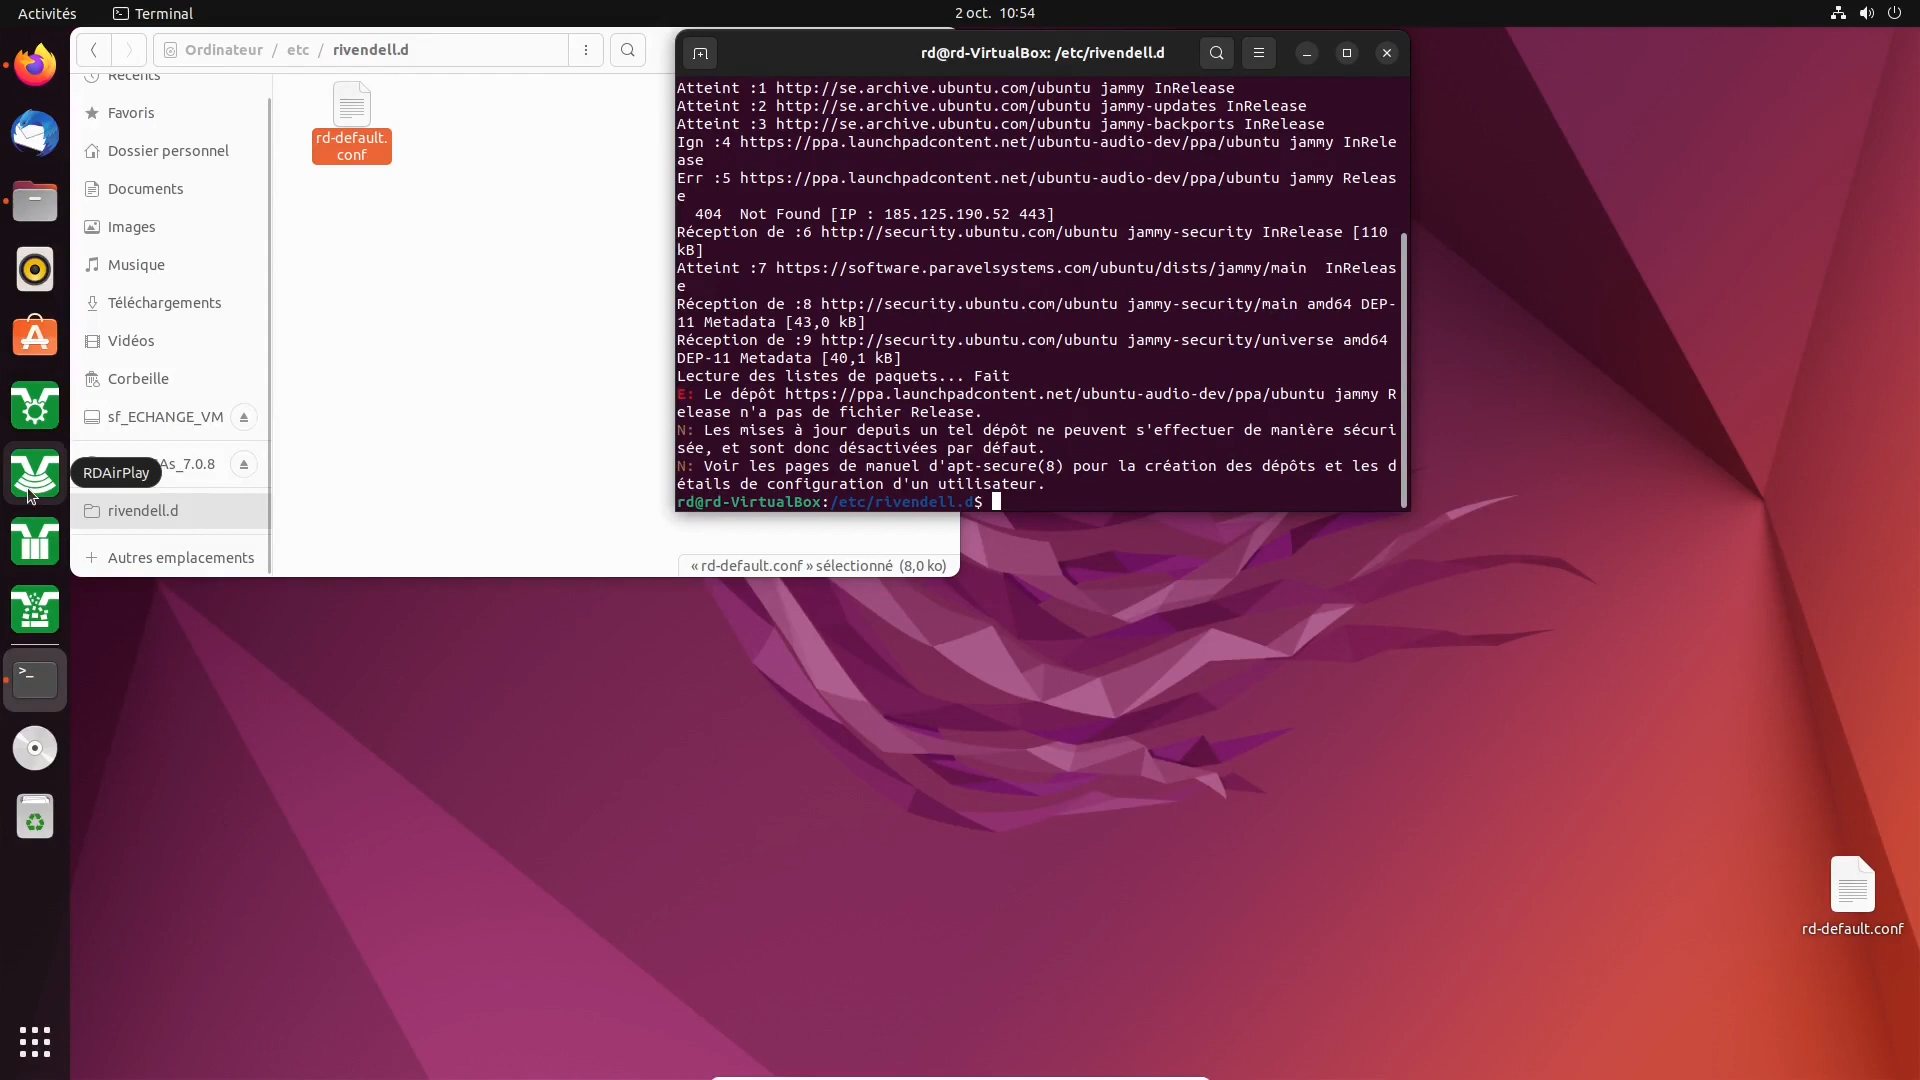 Activités
Terminal
2 oct. 10:54
Ordinateur / etc / rivendell.d
Récents
Favoris
Dossier personnel
Documents
Images
Musique
Téléchargements
Vidéos
Corbeille
sf_ECHANGE_VM
As_7.0.8
RDAirPlay
rivendell.d
+ Autres emplacements
rd-default.
conf
« rd-default.conf » sélectionné (8,0 ko)
rd@rd-VirtualBox: /etc/rivendell.d
Atteint :1 http://se.archive.ubuntu.com/ubuntu jammy InRelease
Atteint :2 http://se.archive.ubuntu.com/ubuntu jammy-updates InRelease
Atteint :3 http://se.archive.ubuntu.com/ubuntu jammy-backports InRelease
Ign :4 https://ppa.launchpadcontent.net/ubuntu-audio-dev/ppa/ubuntu jammy InRele
ase
Err :5 https://ppa.launchpadcontent.net/ubuntu-audio-dev/ppa/ubuntu jammy Releas
e
404 Not Found [IP : 185.125.190.52 443]
Réception de :6 http://security.ubuntu.com/ubuntu jammy-security InRelease [110
kB]
Atteint :7 https://software.paravelsystems.com/ubuntu/dists/jammy/main InReleas
e
Réception de :8 http://security.ubuntu.com/ubuntu jammy-security/main amd64 DEP-
11 Metadata [43,0 kB]
Réception de :9 http://security.ubuntu.com/ubuntu jammy-security/universe amd64
DEP-11 Metadata [40,1 kB]
Lecture des listes de paquets... Fait
E: Le dépôt https://ppa.launchpadcontent.net/ubuntu-audio-dev/ppa/ubuntu jammy R
elease n'a pas de fichier Release.
N: Les mises à jour depuis un tel dépôt ne peuvent s'effectuer de manière sécuri
sée, et sont donc désactivées par défaut.
N: Voir les pages de manuel d'apt-secure(8) pour la création des dépôts et les d
étails de configuration d'un utilisateur.
rd@rd-VirtualBox:/etc/rivendell.d$
rd-default.conf